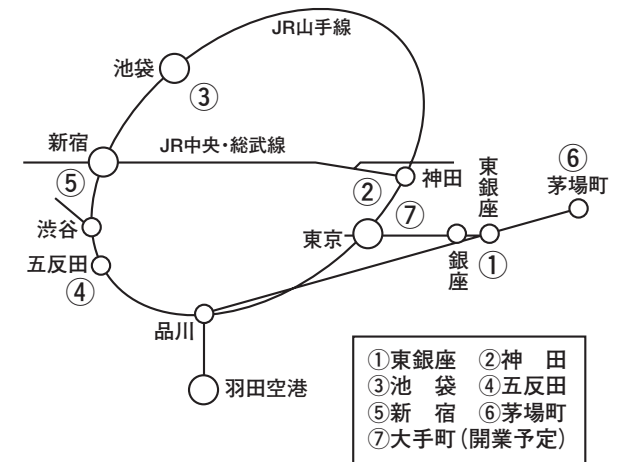 JR山手線
池袋
③
新宿
JR中央・総武線
⑤
②
神田
東銀座
⑥
茅場町
渋谷
東京
⑦
銀座
①
五反田
④
品川
羽田空港
①東銀座 ②神 田
③池 袋 ④五反田
⑤新 宿 ⑥茅場町
⑦大手町(開業予定)